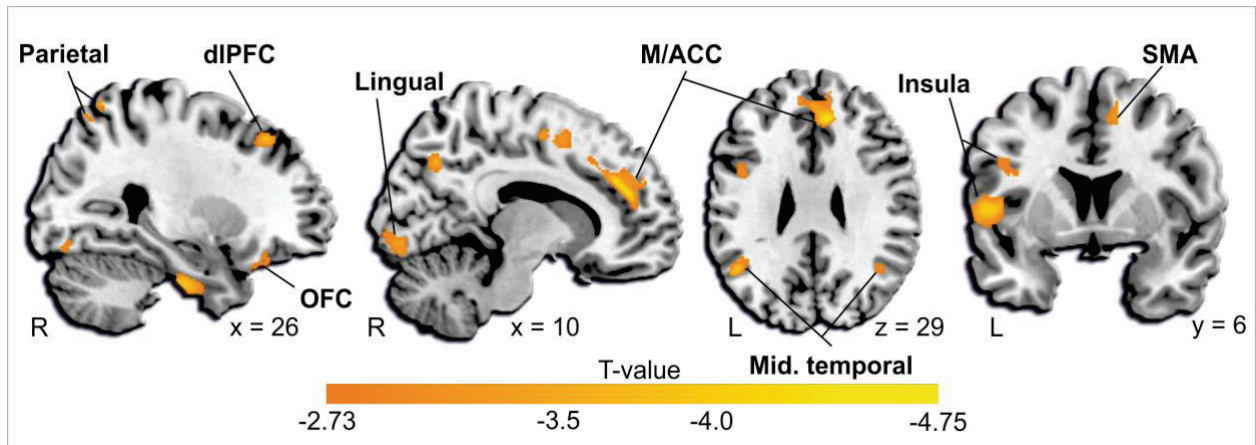 Parietal
dlPFC
Lingual
M/ACC
Insula
SMA
OFC
R
x = 26
R
x = 10
L
z = 29
L
y = 6
Mid. temporal
T-value
-2.73
-3.5
-4.0
-4.75